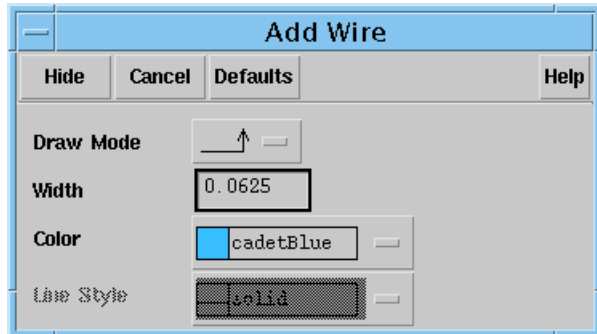 Add Wire
Hide Cancel Defaults Help
Draw Mode
Width 0.0625
Color cadetBlue
Line Style solid